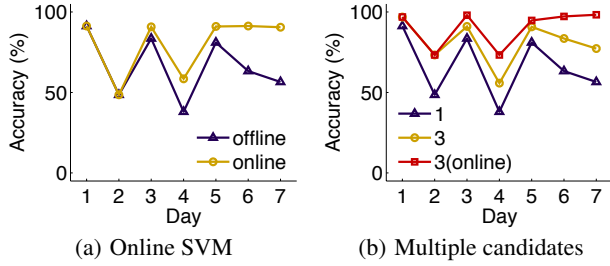 Accuracy (%)
100
50
0
offline
online
1 2 3 4 5 6 7
Day
(a) Online SVM
Accuracy (%)
100
50
0
1
3
3(online)
1 2 3 4 5 6 7
Day
(b) Multiple candidates